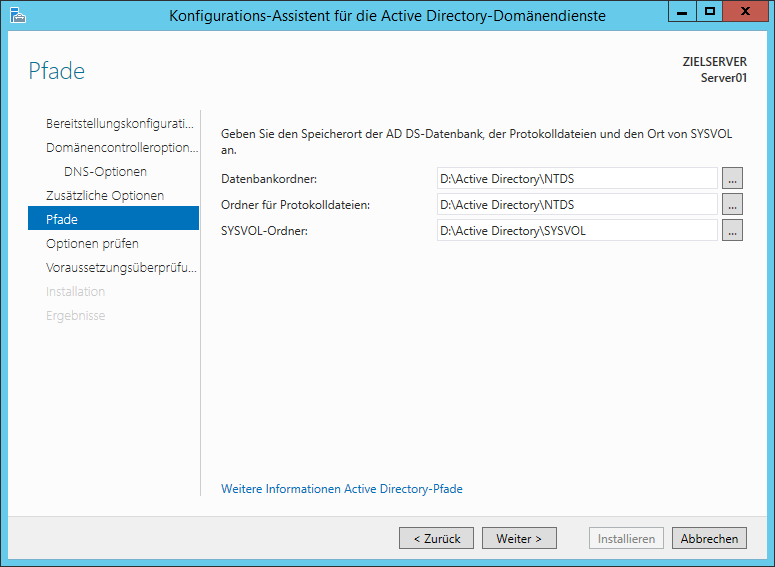 Konfigurations-Assistent für die Active Directory-Domänendienste
Pfade
ZIELSERVER
Server01
Bereitstellungskonfigurati...
Domänencontrolleroption...
DNS-Optionen
Zusätzliche Optionen
Pfade
Optionen prüfen
Voraussetzungsüberprüfu...
Installation
Ergebnisse
Geben Sie den Speicherort der AD DS-Datenbank, der Protokolldateien und den Ort von SYSVOL
an.
Datenbankordner: D:\Active Directory\NTDS ...
Ordner für Protokolldateien: D:\Active Directory\NTDS ...
SYSVOL-Ordner: D:\Active Directory\SYSVOL ...
Weitere Informationen Active Directory-Pfade
< Zurück Weiter > Installieren Abbrechen